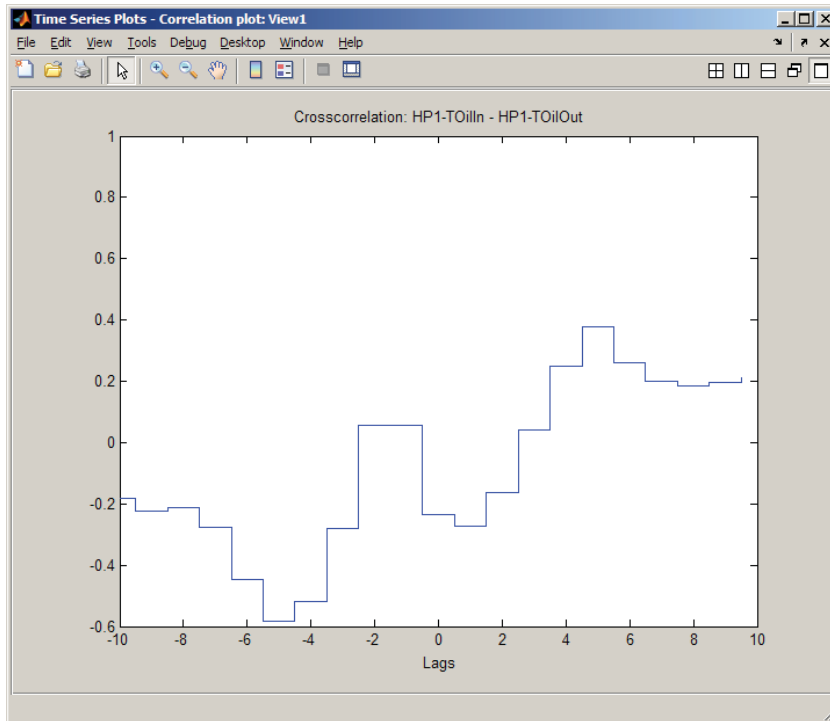 Time Series Plots - Correlation plot: View1
File Edit View Tools Debug Desktop Window Help
Crosscorrelation: HP1-TOilIn - HP1-TOilOut
1
0.8
0.6
0.4
0.2
0
-0.2
-0.4
-0.6
-10 -8 -6 -4 -2 0 2 4 6 8 10
Lags